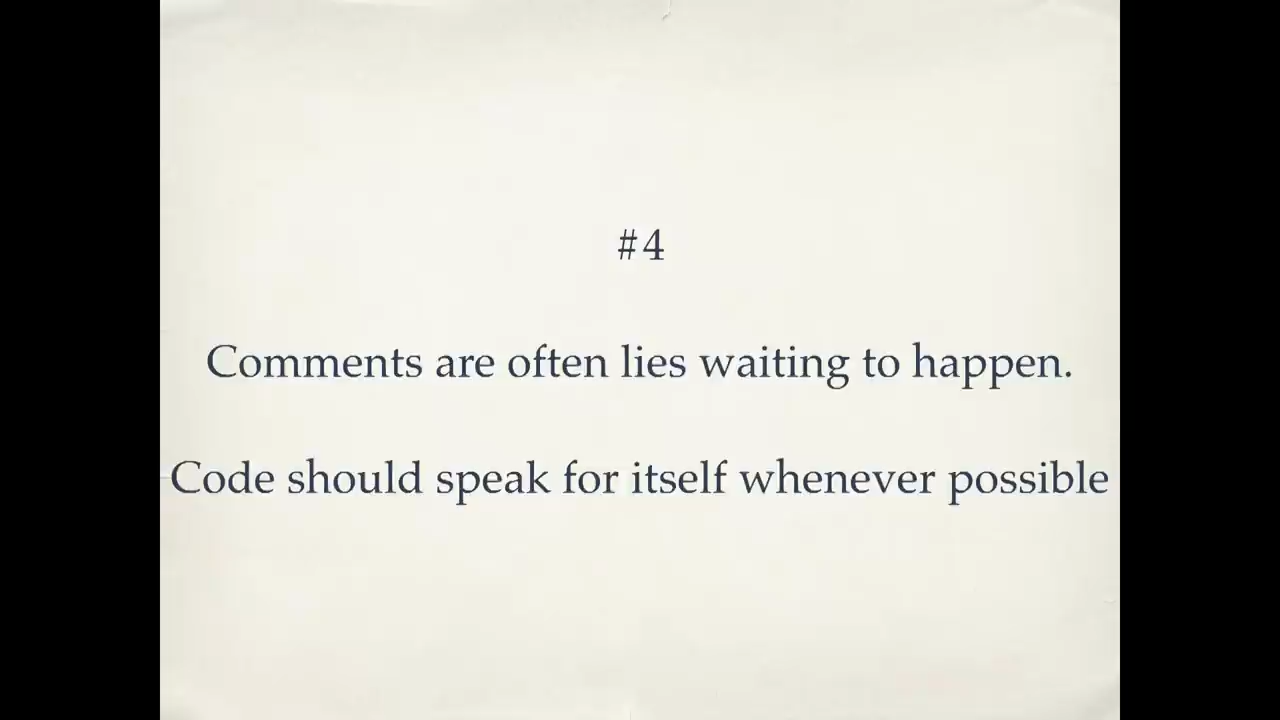 #4
Comments are often lies waiting to happen.
Code should speak for itself whenever possible